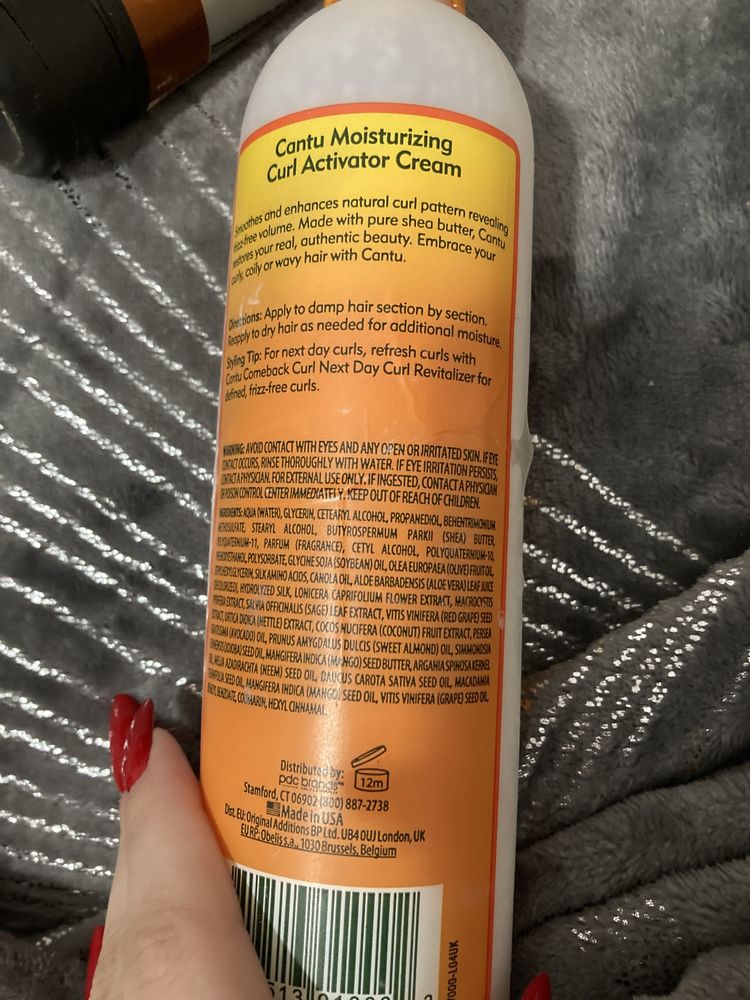 Cantu Moisturizing
Curl Activator Cream
Smoothes and enhances natural curl pattern revealing
frizz-free volume. Made with pure shea butter, Cantu
restores your real, authentic beauty. Embrace your
curly, coily or wavy hair with Cantu.
Directions: Apply to damp hair section by section.
Reapply to dry hair as needed for additional moisture.
Styling Tip: For next day curls, refresh curls with
Cantu Comeback Curl Next Day Curl Revitalizer for
defined, frizz-free curls.
WARNING: AVOID CONTACT WITH EYES AND ANY OPEN OR IRRITATED SKIN. IF EYE
CONTACT OCCURS, RINSE THOROUGHLY WITH WATER. IF EYE IRRITATION PERSISTS,
CONTACT A PHYSICIAN. FOR EXTERNAL USE ONLY. IF INGESTED, CONTACT A PHYSICIAN
OR POISON CONTROL CENTER IMMEDIATELY. KEEP OUT OF REACH OF CHILDREN.
INGREDIENTS: AQUA (WATER), GLYCERIN, CETEARYL ALCOHOL, PROPANEDIOL, BEHENTRIMONIUM
METHOSULFATE, STEARYL ALCOHOL, BUTYROSPERMUM PARKII (SHEA) BUTTER,
POLYQUATERNIUM-11, PARFUM (FRAGRANCE), CETYL ALCOHOL, POLYQUATERNIUM-10,
PHENOXYETHANOL, POLYSORBATE, GLYCINE SOJA (SOYBEAN) OIL, OLEA EUROPAEA (OLIVE) FRUIT OIL,
ETHYLHEXYLGLYCERIN, SILK AMINO ACIDS, CANOLA OIL, ALOE BARBADENSIS (ALOE VERA) LEAF JUICE
(DECOLORIZED), HYDROLYZED SILK, LONICERA CAPRIFOLIUM FLOWER EXTRACT, MACROCYSTIS
PYRIFERA EXTRACT, SALVIA OFFICINALIS (SAGE) LEAF EXTRACT, VITIS VINIFERA (RED GRAPE) SEED
EXTRACT, URTICA DIOICA (NETTLE) EXTRACT, COCOS NUCIFERA (COCONUT) FRUIT EXTRACT, PERSEA
GRATISSIMA (AVOCADO) OIL, PRUNUS AMYGDALUS DULCIS (SWEET ALMOND) OIL, SIMMONDSIA
CHINENSIS (JOJOBA) SEED OIL, MANGIFERA INDICA (MANGO) SEED BUTTER, ARGANIA SPINOSA KERNEL
OIL, MELIA AZADIRACHTA (NEEM) SEED OIL, DAUCUS CAROTA SATIVA SEED OIL, MACADAMIA
TERNIFOLIA SEED OIL, MANGIFERA INDICA (MANGO) SEED OIL, VITIS VINIFERA (GRAPE) SEED OIL,
BENZYL BENZOATE, COUMARIN, HEXYL CINNAMAL.
Distributed by:
pdc brands™
12m
Stamford, CT 06902 (800) 887-2738
Made in USA
Dist. EU: Original Additions BP Ltd. UB4 0UJ London, UK
EU RP: Obelis s.a., 1030 Brussels, Belgium
7000-L04UK